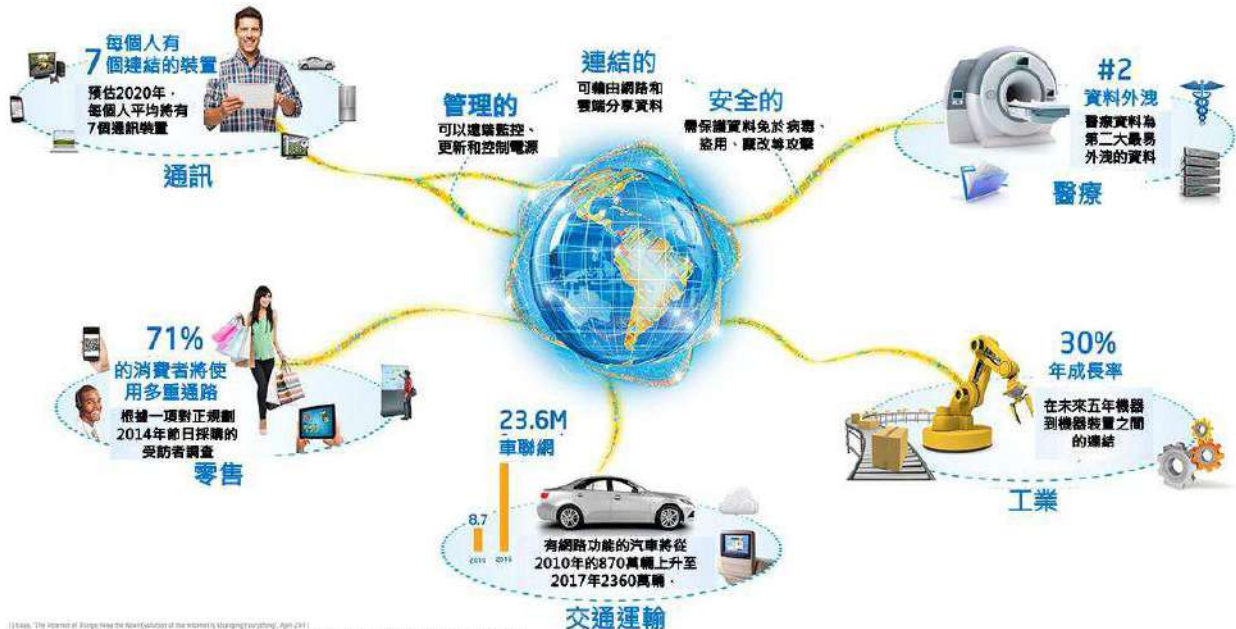 7
每個人有
個連結的裝置
預估2020年,
每個人平均將有
7個通訊裝置
通訊
管理的
可以遠端監控、
更新和控制電源
連結的
可藉由網路和
雲端分享資料
安全的
需保護資料免於病毒、
盜用、竄改等攻擊
#2
資料外洩
醫療資料為
第二大最易
外洩的資料
醫療
71%
的消費者將使
用多重通路
根據一項對正規劃
2014年節日採購的
受訪者調查
零售
23.6M
車聯網
8.7
有網路功能的汽車將從
2010年的870萬輛上升至
2017年2360萬輛。
交通運輸
30%
年成長率
在未來五年機器
到機器裝置之間
的連結
工業